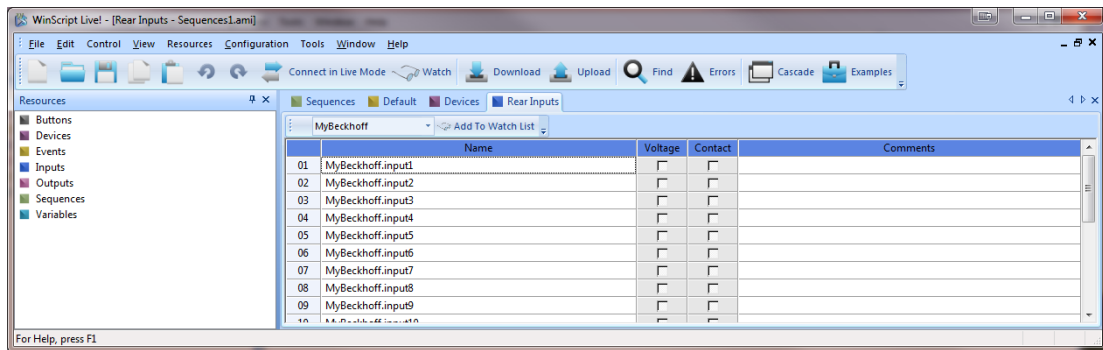 WinScript Live! - [Rear Inputs - Sequences1.ami]
File Edit Control View Resources Configuration Tools Window Help
Connect in Live Mode Watch Download Upload Find Errors Cascade Examples
Resources
Sequences Default Devices Rear Inputs
Buttons
Devices
Events
Inputs
Outputs
Sequences
Variables
MyBeckhoff Add To Watch List
Name Voltage Contact Comments
01 MyBeckhoff.input1
02 MyBeckhoff.input2
03 MyBeckhoff.input3
04 MyBeckhoff.input4
05 MyBeckhoff.input5
06 MyBeckhoff.input6
07 MyBeckhoff.input7
08 MyBeckhoff.input8
09 MyBeckhoff.input9
10 MyBeckhoff.input10
For Help, press F1